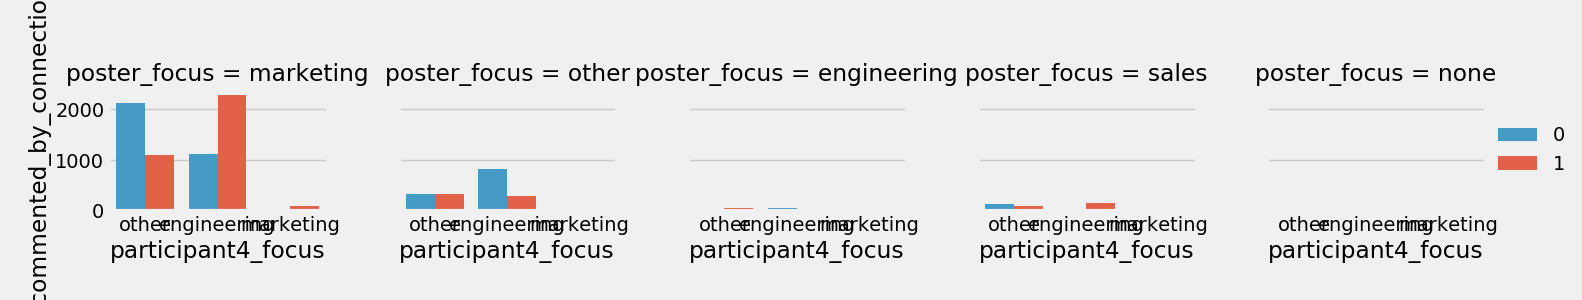 commented_by_connectio
poster_focus = marketing
poster_focus = other
poster_focus = engineering
poster_focus = sales
poster_focus = none
2000
1000
0
other engineering marketing
other engineering marketing
other engineering marketing
other engineering marketing
other engineering marketing
participant4_focus
participant4_focus
participant4_focus
participant4_focus
participant4_focus
0
1